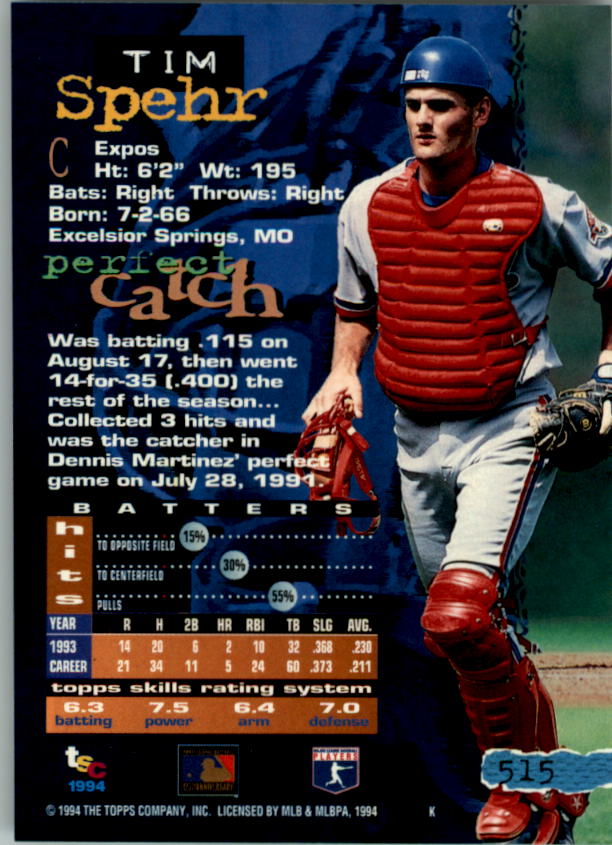 TIM
Spehr
C Expos
Ht: 6'2" Wt: 195
Bats: Right Throws: Right
Born: 7-2-66
Excelsior Springs, MO
perfect
catch
Was batting .115 on
August 17, then went
14-for-35 (.400) the
rest of the season...
Collected 3 hits and
was the catcher in
Dennis Martinez' perfect
game on July 28, 1991.
BATTERS
hits
TO OPPOSITE FIELD 15%
TO CENTERFIELD 30%
PULLS 55%
YEAR R H 2B HR RBI TB SLG AVG.
1993 14 20 6 2 10 32 .368 .230
CAREER 21 34 11 5 24 60 .373 .211
topps skills rating system
6.3 7.5 6.4 7.0
batting power arm defense
tsc
1994
MAJOR LEAGUE BASEBALL
PLAYERS
515
© 1994 THE TOPPS COMPANY, INC. LICENSED BY MLB & MLBPA, 1994 K